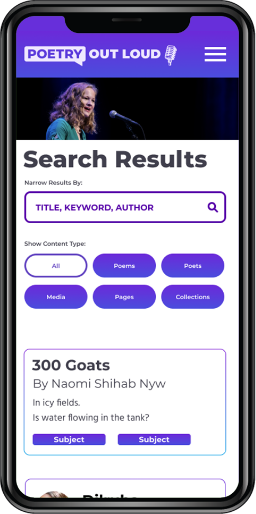 POETRY OUT LOUD
Search Results
Narrow Results By:
TITLE, KEYWORD, AUTHOR
Show Content Type:
All Poems Poets
Media Pages Collections
300 Goats
By Naomi Shihab Nyw
In icy fields.
Is water flowing in the tank?
Subject Subject